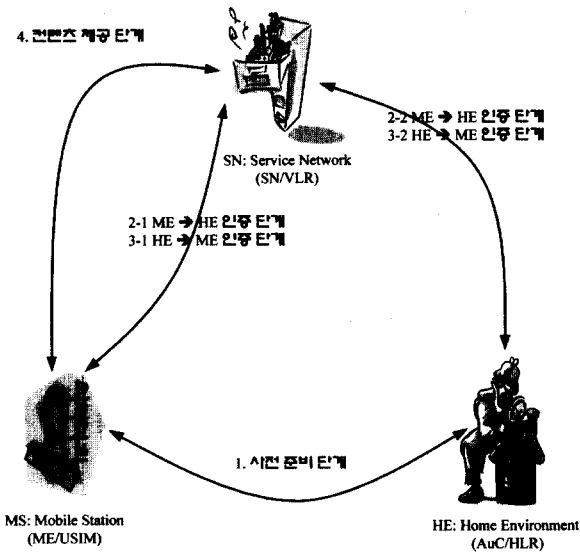 4. 컨텐츠 제공 단계
2-2 ME ➔ HE 인증 단계
3-2 HE ➔ ME 인증 단계
SN: Service Network
(SN/VLR)
2-1 ME ➔ HE 인증 단계
3-1 HE ➔ ME 인증 단계
1. 사전 준비 단계
MS: Mobile Station
(ME/USIM)
HE: Home Environment
(AuC/HLR)